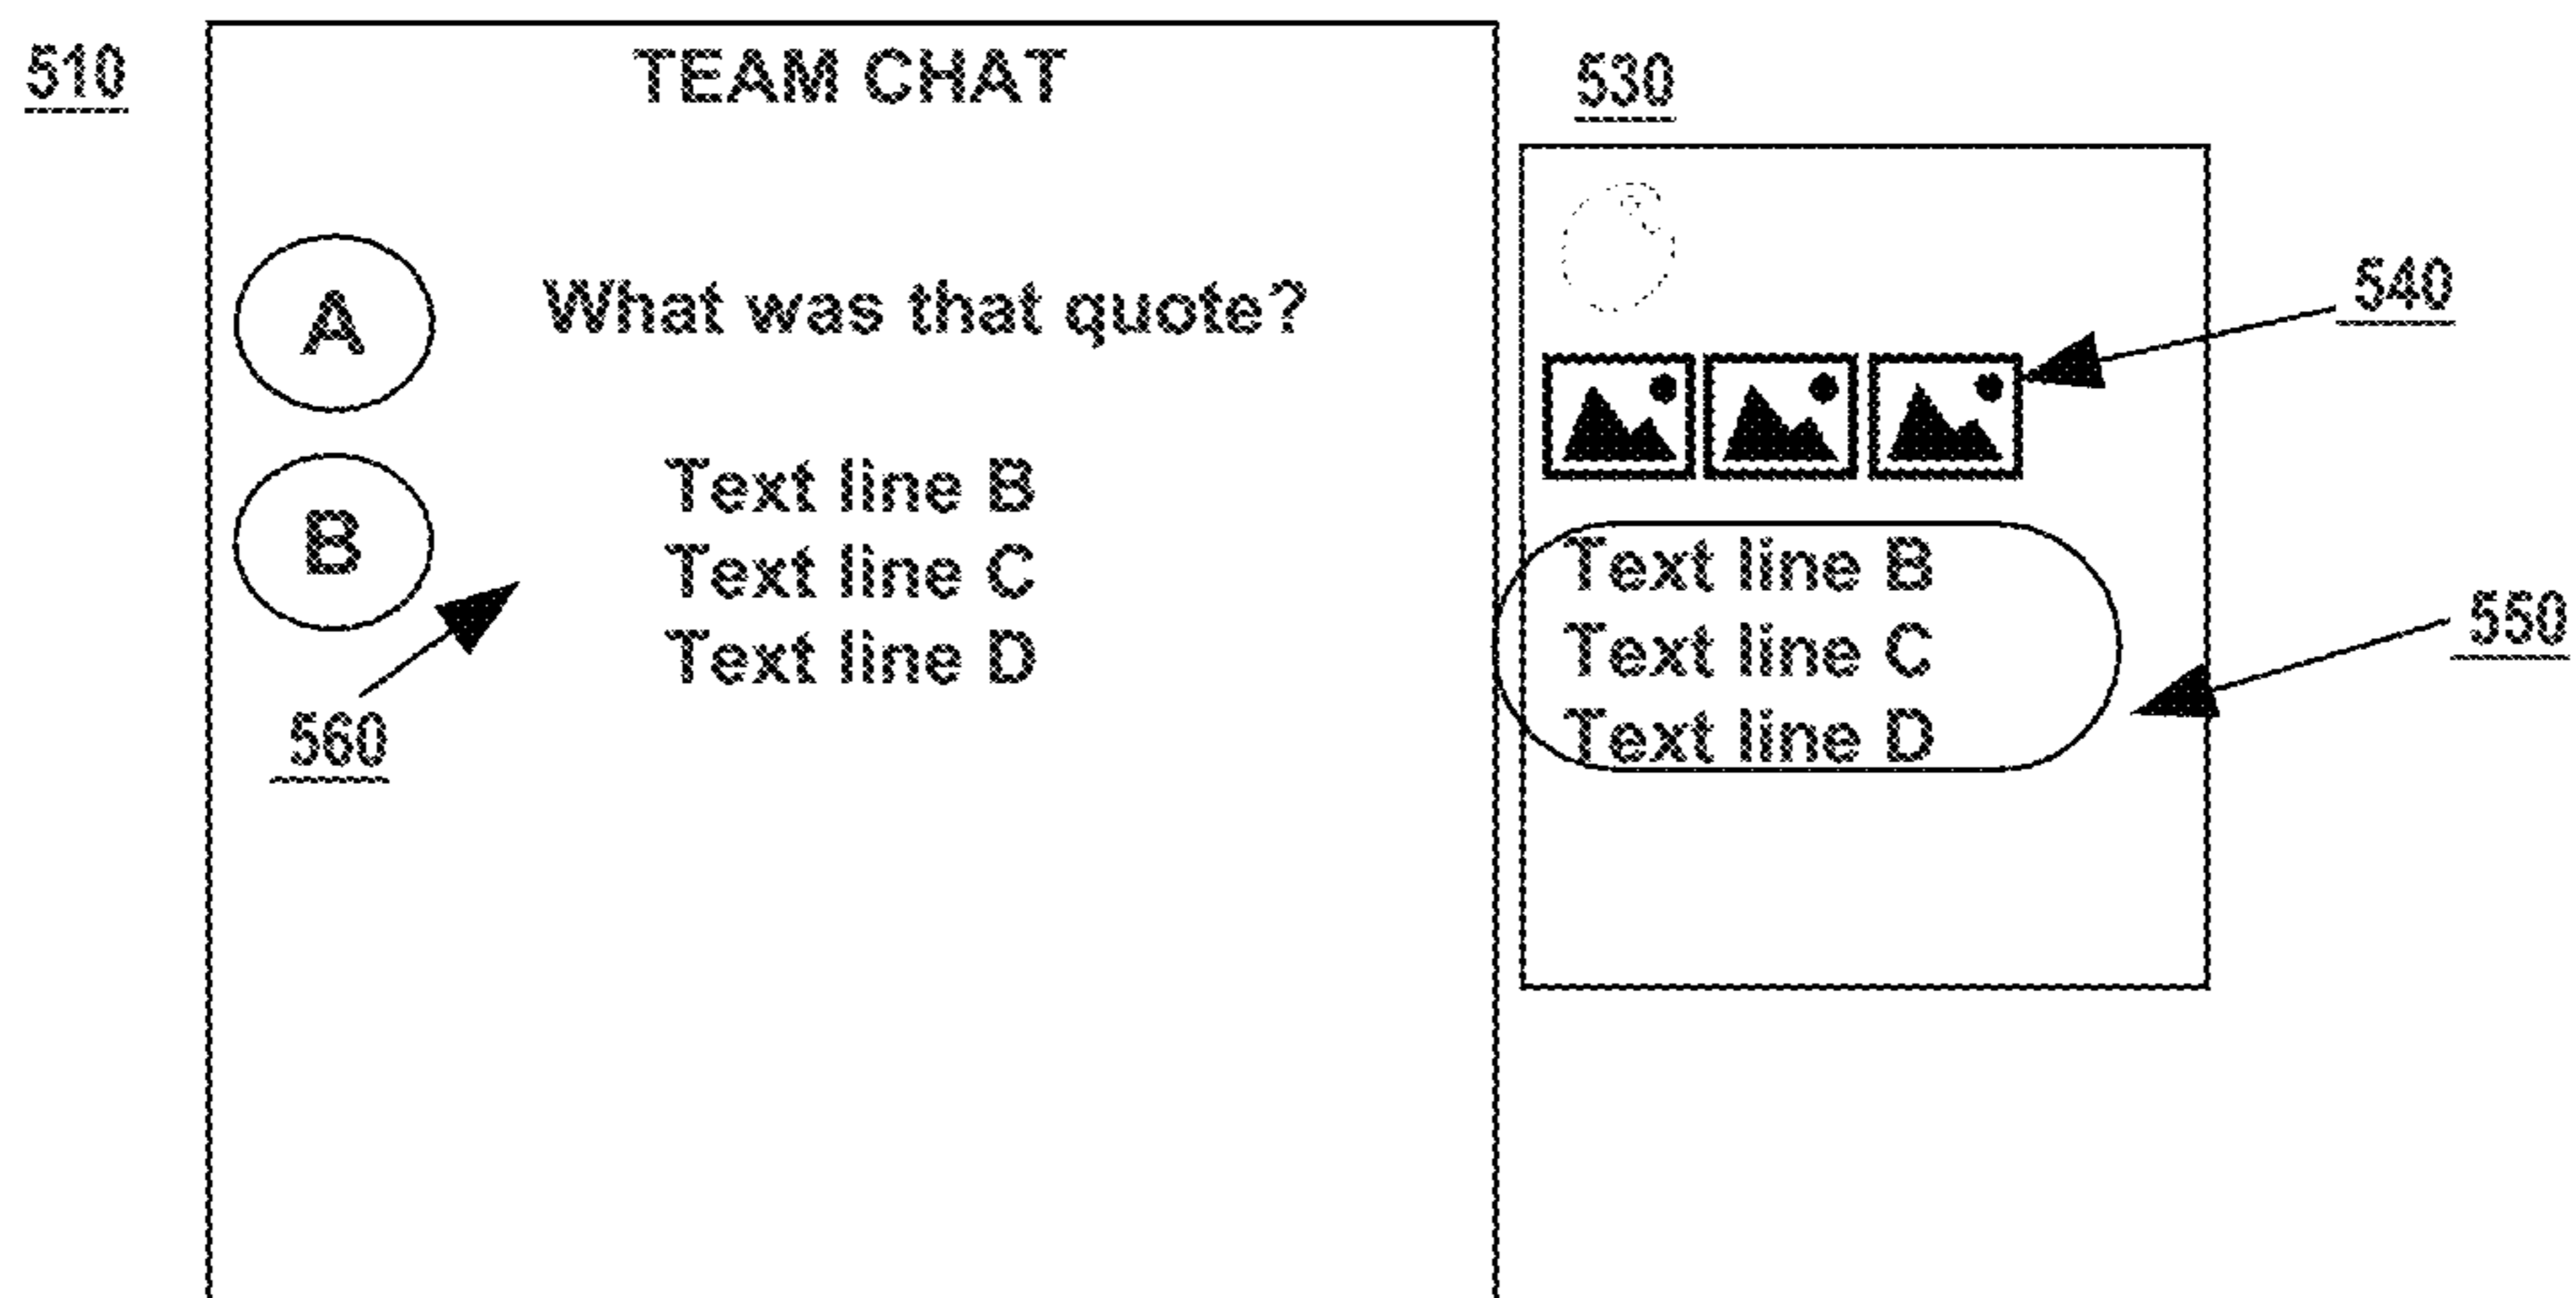 510
TEAM CHAT
A
What was that quote?
B
Text line B
Text line C
Text line D
560
530
540
Text line B
Text line C
Text line D
550